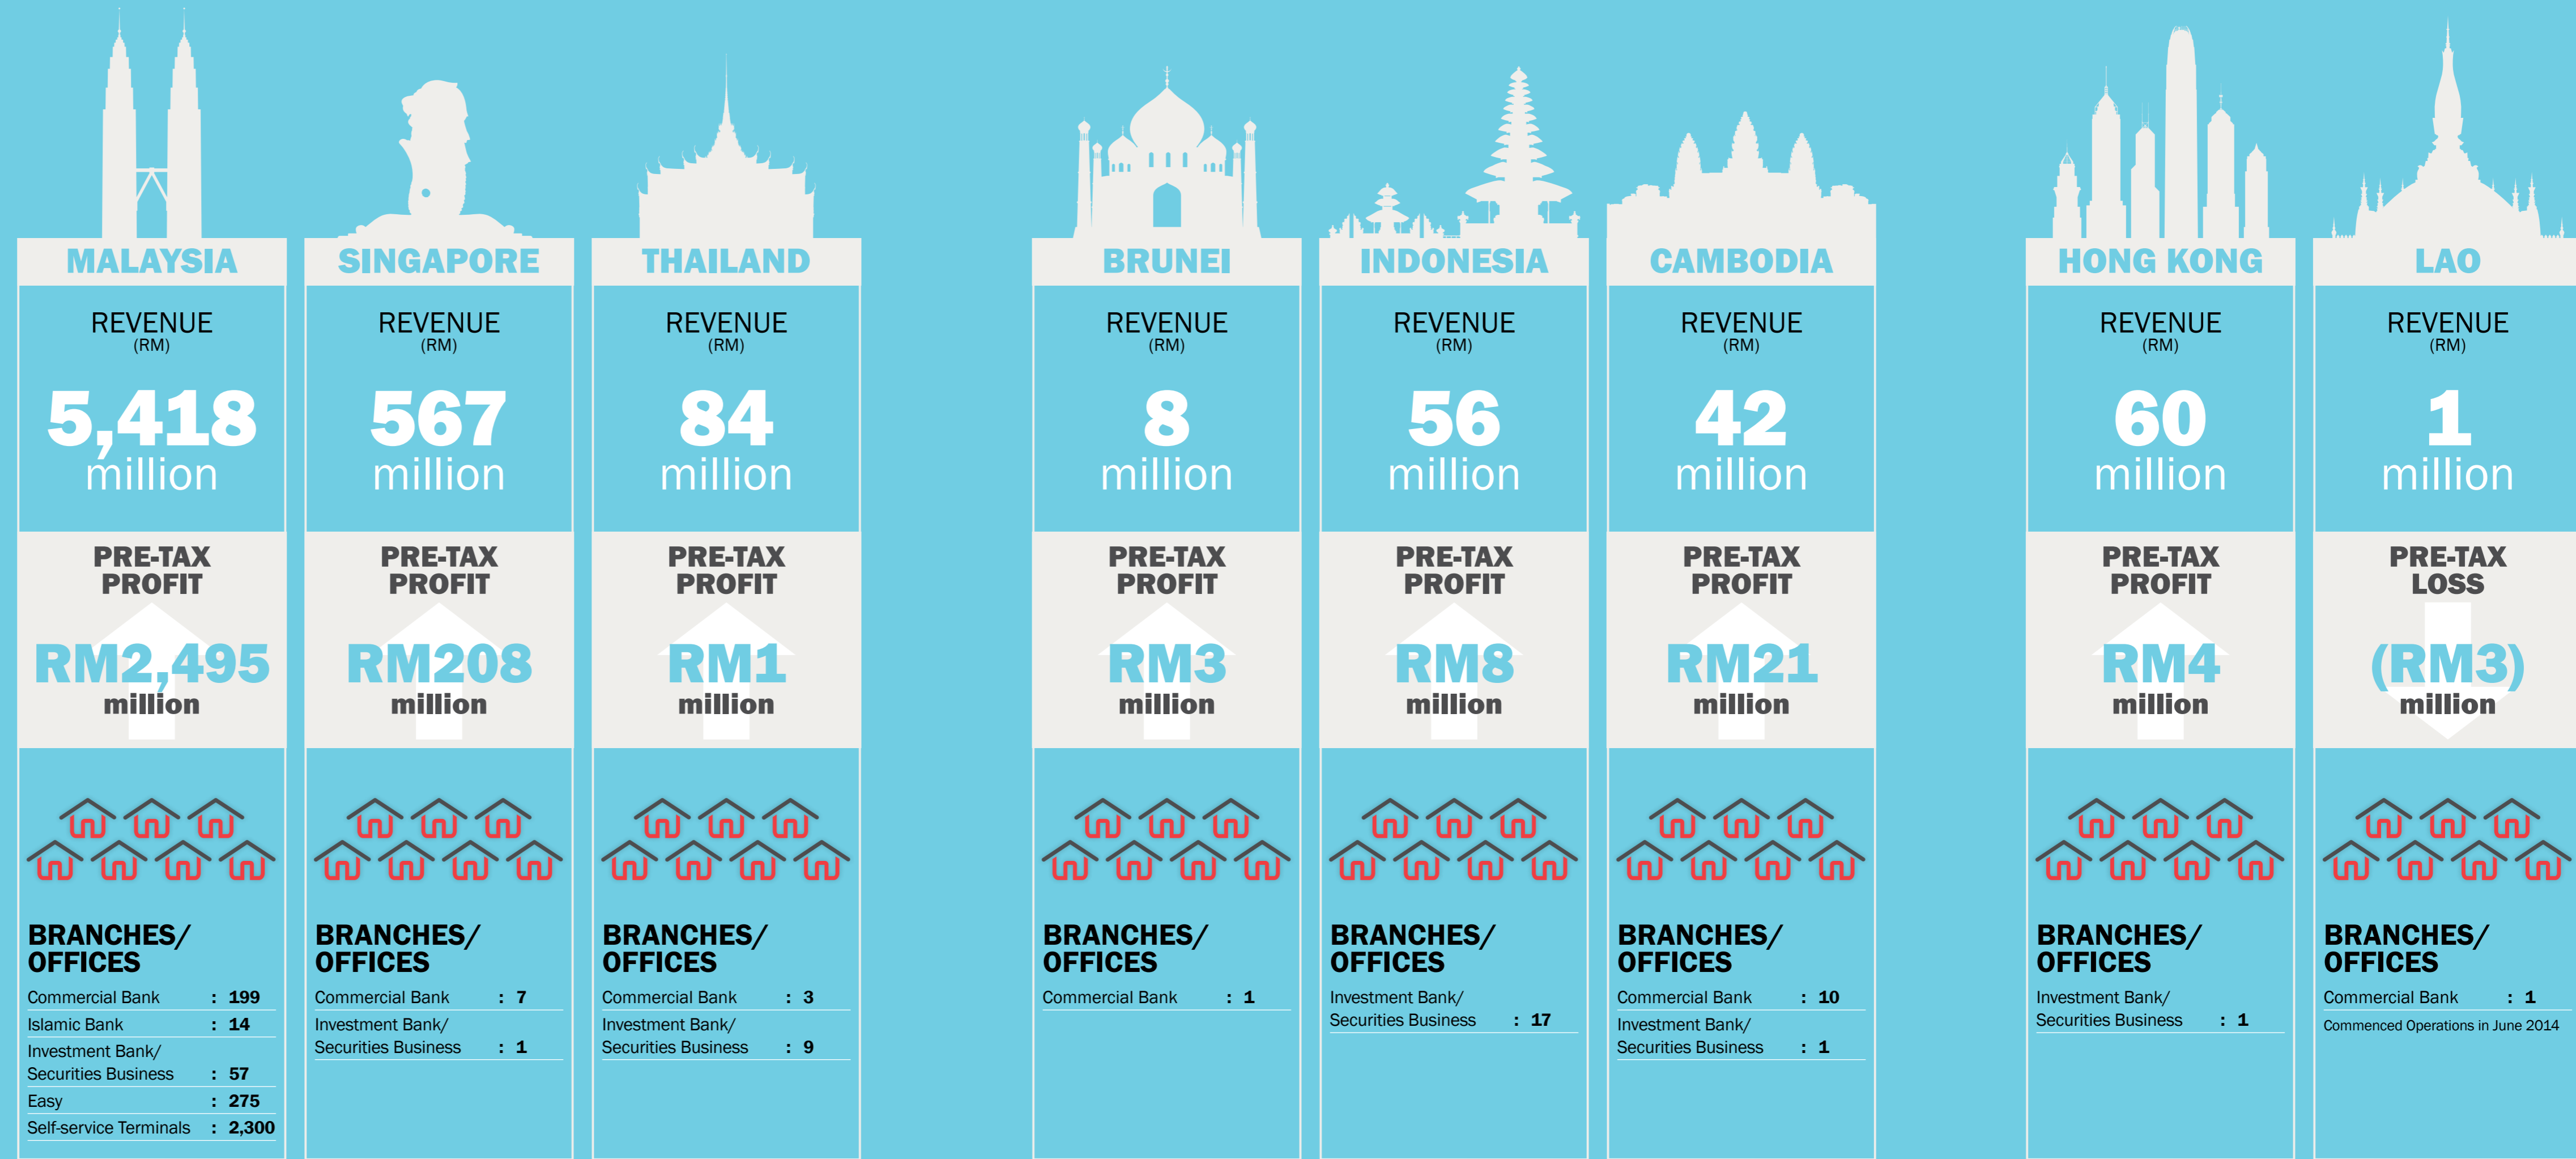 MALAYSIA
REVENUE
(RM)
5,418
million
PRE-TAX
PROFIT
RM2,495
million
BRANCHES/
OFFICES
Commercial Bank : 199
Islamic Bank : 14
Investment Bank/
Securities Business : 57
Easy : 275
Self-service Terminals : 2,300
SINGAPORE
REVENUE
(RM)
567
million
PRE-TAX
PROFIT
RM208
million
BRANCHES/
OFFICES
Commercial Bank : 7
Investment Bank/
Securities Business : 1
THAILAND
REVENUE
(RM)
84
million
PRE-TAX
PROFIT
RM1
million
BRANCHES/
OFFICES
Commercial Bank : 3
Investment Bank/
Securities Business : 9
BRUNEI
REVENUE
(RM)
8
million
PRE-TAX
PROFIT
RM3
million
BRANCHES/
OFFICES
Commercial Bank : 1
INDONESIA
REVENUE
(RM)
56
million
PRE-TAX
PROFIT
RM8
million
BRANCHES/
OFFICES
Investment Bank/
Securities Business : 17
CAMBODIA
REVENUE
(RM)
42
million
PRE-TAX
PROFIT
RM21
million
BRANCHES/
OFFICES
Commercial Bank : 10
Investment Bank/
Securities Business : 1
HONG KONG
REVENUE
(RM)
60
million
PRE-TAX
PROFIT
RM4
million
BRANCHES/
OFFICES
Investment Bank/
Securities Business : 1
LAO
REVENUE
(RM)
1
million
PRE-TAX
LOSS
(RM3)
million
BRANCHES/
OFFICES
Commercial Bank : 1
Commenced Operations in June 2014